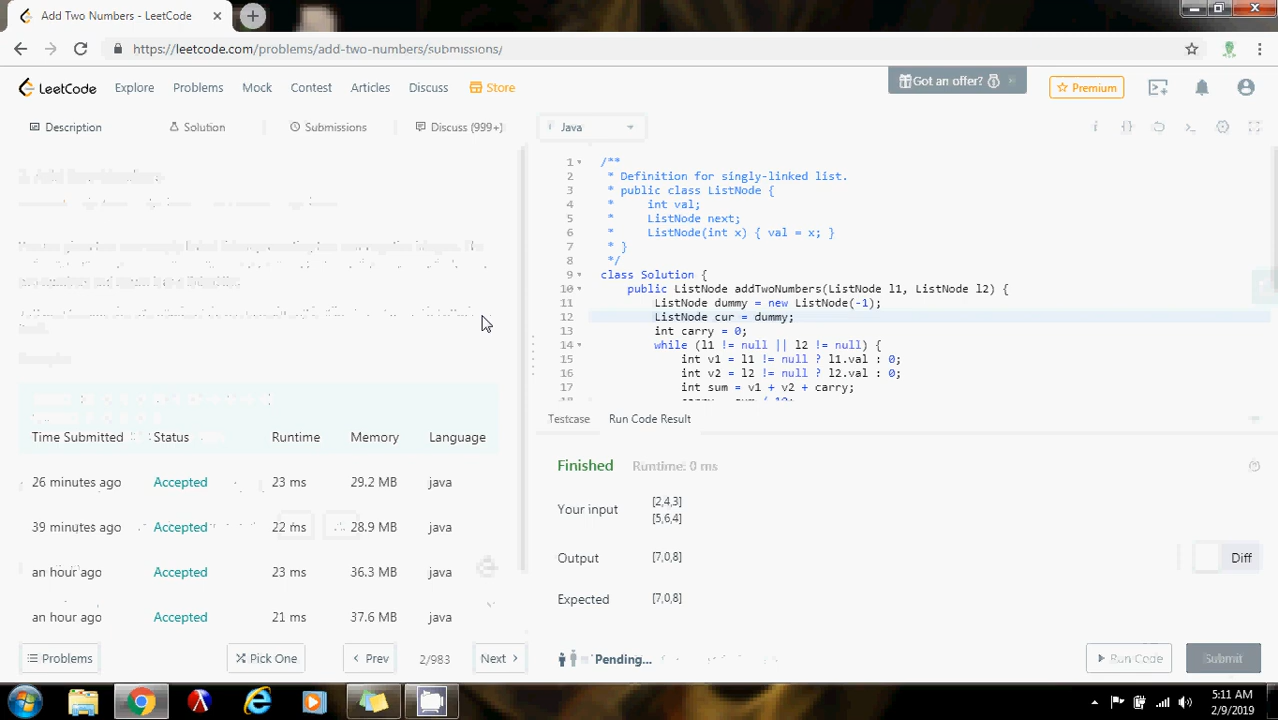 Add Two Numbers - LeetCode
https://leetcode.com/problems/add-two-numbers/submissions/
LeetCode Explore Problems Mock Contest Articles Discuss Store Got an offer? Premium
Description Solution Submissions Discuss (999+) Java
1 /**
2 * Definition for singly-linked list.
3 * public class ListNode {
4 * int val;
5 * ListNode next;
6 * ListNode(int x) { val = x; }
7 * }
8 */
9 class Solution {
10 public ListNode addTwoNumbers(ListNode l1, ListNode l2) {
11 ListNode dummy = new ListNode(-1);
12 ListNode cur = dummy;
13 int carry = 0;
14 while (l1 != null || l2 != null) {
15 int v1 = l1 != null ? l1.val : 0;
16 int v2 = l2 != null ? l2.val : 0;
17 int sum = v1 + v2 + carry;
Testcase Run Code Result
Time Submitted Status Runtime Memory Language
26 minutes ago Accepted 23 ms 29.2 MB java
39 minutes ago Accepted 22 ms 28.9 MB java
an hour ago Accepted 23 ms 36.3 MB java
an hour ago Accepted 21 ms 37.6 MB java
Finished Runtime: 0 ms
Your input
[2,4,3]
[5,6,4]
Output [7,0,8]
Diff
Expected [7,0,8]
Problems Pick One Prev 2/983 Next Pending... Run Code Submit
5:11 AM
2/9/2019